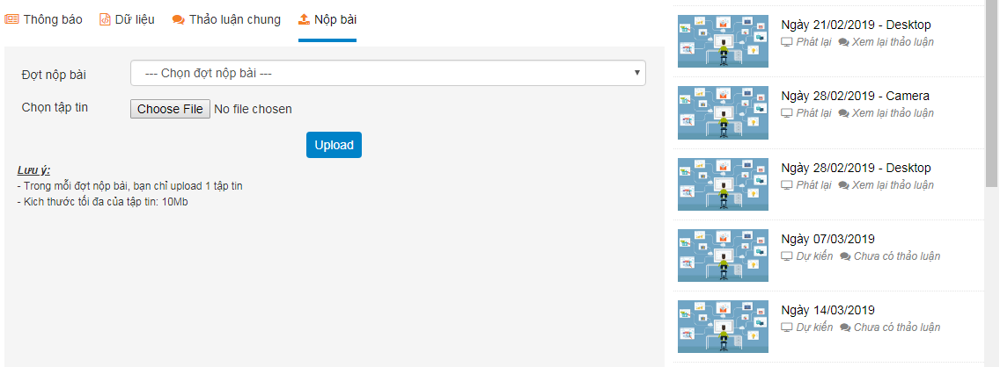 Thông báo Dữ liệu Thảo luận chung Nộp bài
Đợt nộp bài
--- Chọn đợt nộp bài ---
Chọn tập tin
Choose File No file chosen
Upload
Lưu ý:
- Trong mỗi đợt nộp bài, bạn chỉ upload 1 tập tin
- Kich thước tối đa của tập tin: 10Mb
Ngày 21/02/2019 - Desktop
Phát lại Xem lại thảo luận
Ngày 28/02/2019 - Camera
Phát lại Xem lại thảo luận
Ngày 28/02/2019 - Desktop
Phát lại Xem lại thảo luận
Ngày 07/03/2019
Dự kiến Chưa có thảo luận
Ngày 14/03/2019
Dự kiến Chưa có thảo luận